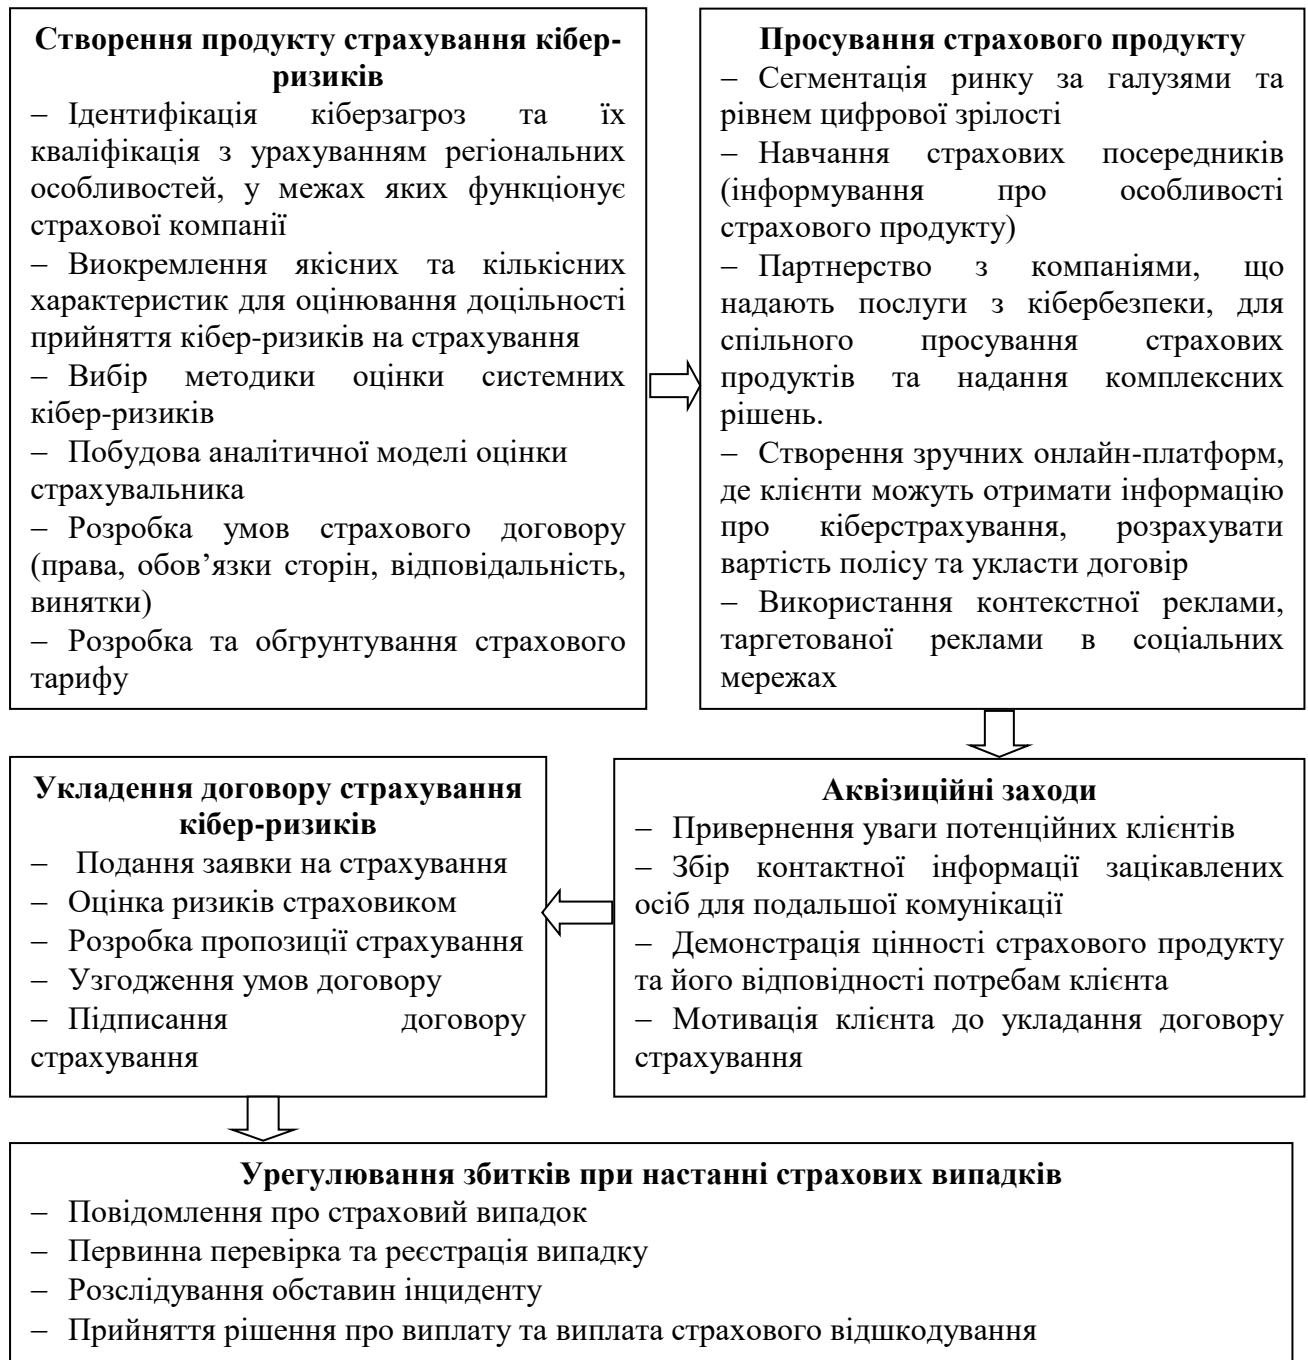 Створення продукту страхування кібер-
ризиків
– Ідентифікація кіберзагроз та їх
кваліфікація з урахуванням регіональних
особливостей, у межах яких функціонує
страхової компанії
– Виокремлення якісних та кількісних
характеристик для оцінювання доцільності
прийняття кібер-ризиків на страхування
– Вибір методики оцінки системних
кібер-ризиків
– Побудова аналітичної моделі оцінки
страхувальника
– Розробка умов страхового договору
(права, обов’язки сторін, відповідальність,
винятки)
– Розробка та обгрунтування страхового
тарифу
Просування страхового продукту
– Сегментація ринку за галузями та
рівнем цифрової зрілості
– Навчання страхових посередників
(інформування про особливості
страхового продукту)
– Партнерство з компаніями, що
надають послуги з кібербезпеки, для
спільного просування страхових
продуктів та надання комплексних
рішень.
– Створення зручних онлайн-платформ,
де клієнти можуть отримати інформацію
про кіберстрахування, розрахувати
вартість полісу та укласти договір
– Використання контекстної реклами,
таргетованої реклами в соціальних
мережах
Аквізиційні заходи
– Привернення уваги потенційних клієнтів
– Збір контактної інформації зацікавлених
осіб для подальшої комунікації
– Демонстрація цінності страхового продукту
та його відповідності потребам клієнта
– Мотивація клієнта до укладання договору
страхування
Укладення договору страхування
кібер-ризиків
– Подання заявки на страхування
– Оцінка ризиків страховиком
– Розробка пропозиції страхування
– Узгодження умов договору
– Підписання договору
страхування
Урегулювання збитків при настанні страхових випадків
– Повідомлення про страховий випадок
– Первинна перевірка та реєстрація випадку
– Розслідування обставин інциденту
– Прийняття рішення про виплату та виплата страхового відшкодування